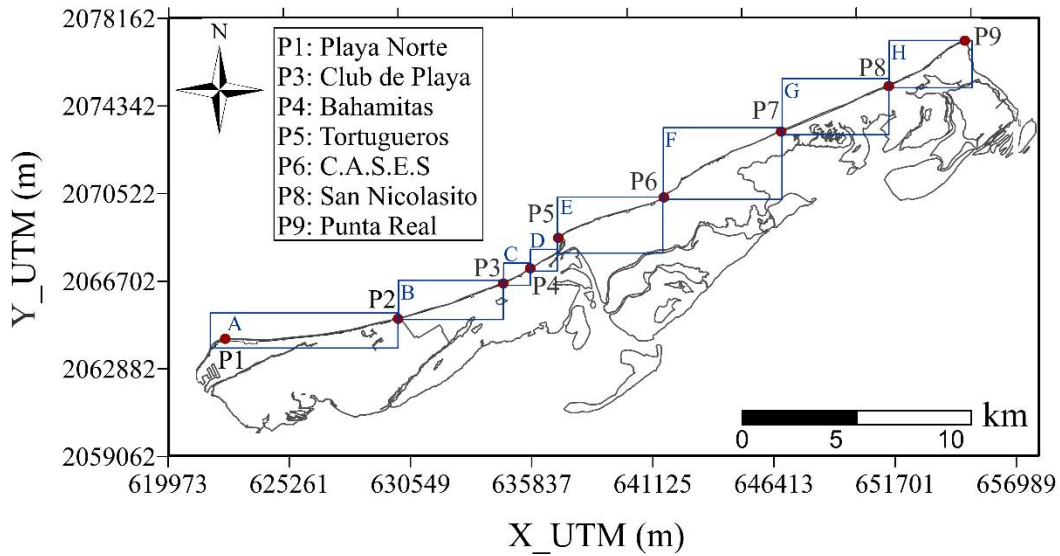 2078162
2074342
2070522
2066702
2062882
2059062
Y_UTM (m)
N
P1: Playa Norte
P3: Club de Playa
P4: Bahamitas
P5: Tortugueros
P6: C.A.S.E.S
P8: San Nicolasito
P9: Punta Real
H
P9
P8
G
P7
F
P6
E
P5
D
C
P4
P3
B
P2
A
P1
km
0 5 10
619973 625261 630549 635837 641125 646413 651701 656989
X_UTM (m)